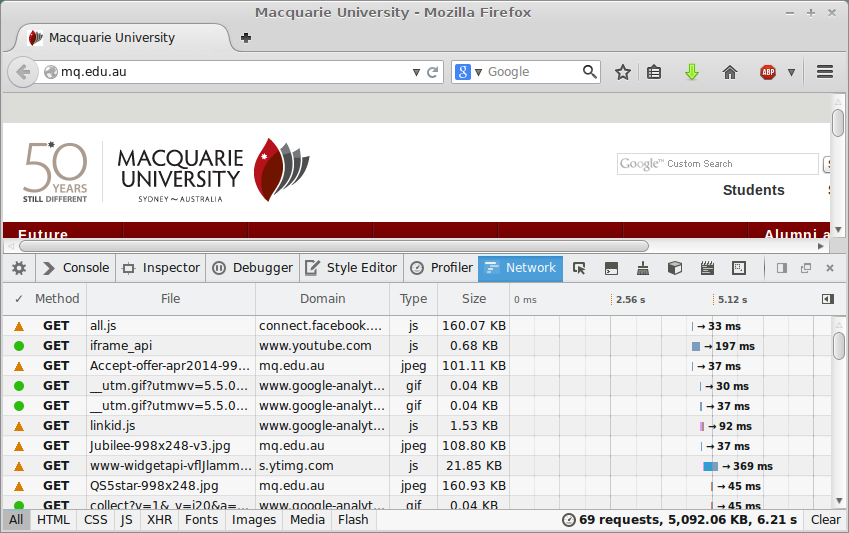 Macquarie University - Mozilla Firefox
Macquarie University
mq.edu.au
Google
ABP
50 YEARS STILL DIFFERENT
MACQUARIE
UNIVERSITY
SYDNEY ~ AUSTRALIA
Google™ Custom Search
Students
Future
Alumni a
Console Inspector Debugger Style Editor Profiler Network
✓ Method File Domain Type Size 0 ms 2.56 s 5.12 s
GET all.js connect.facebook.... js 160.07 KB → 33 ms
GET iframe_api www.youtube.com js 0.68 KB → 197 ms
GET Accept-offer-apr2014-99... mq.edu.au jpeg 101.11 KB → 37 ms
GET __utm.gif?utmwv=5.5.0... www.google-analyt... gif 0.04 KB → 30 ms
GET __utm.gif?utmwv=5.5.0... www.google-analyt... gif 0.04 KB → 37 ms
GET linkid.js www.google-analyt... js 1.53 KB → 92 ms
GET Jubilee-998x248-v3.jpg mq.edu.au jpeg 108.80 KB → 37 ms
GET www-widgetapi-vflJlamm... s.ytimg.com js 21.85 KB → 369 ms
GET QS5star-998x248.jpg mq.edu.au jpeg 160.93 KB → 45 ms
GET collect?v=1&_v=j20&a=... www.google-analyt... gif 0.04 KB → 45 ms
All HTML CSS JS XHR Fonts Images Media Flash 69 requests, 5,092.06 KB, 6.21 s Clear